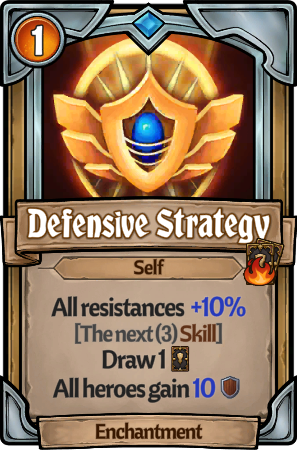 1
Defensive Strategy
Self
All resistances +10%
[The next (3) Skill]
Draw 1
All heroes gain 10
Enchantment